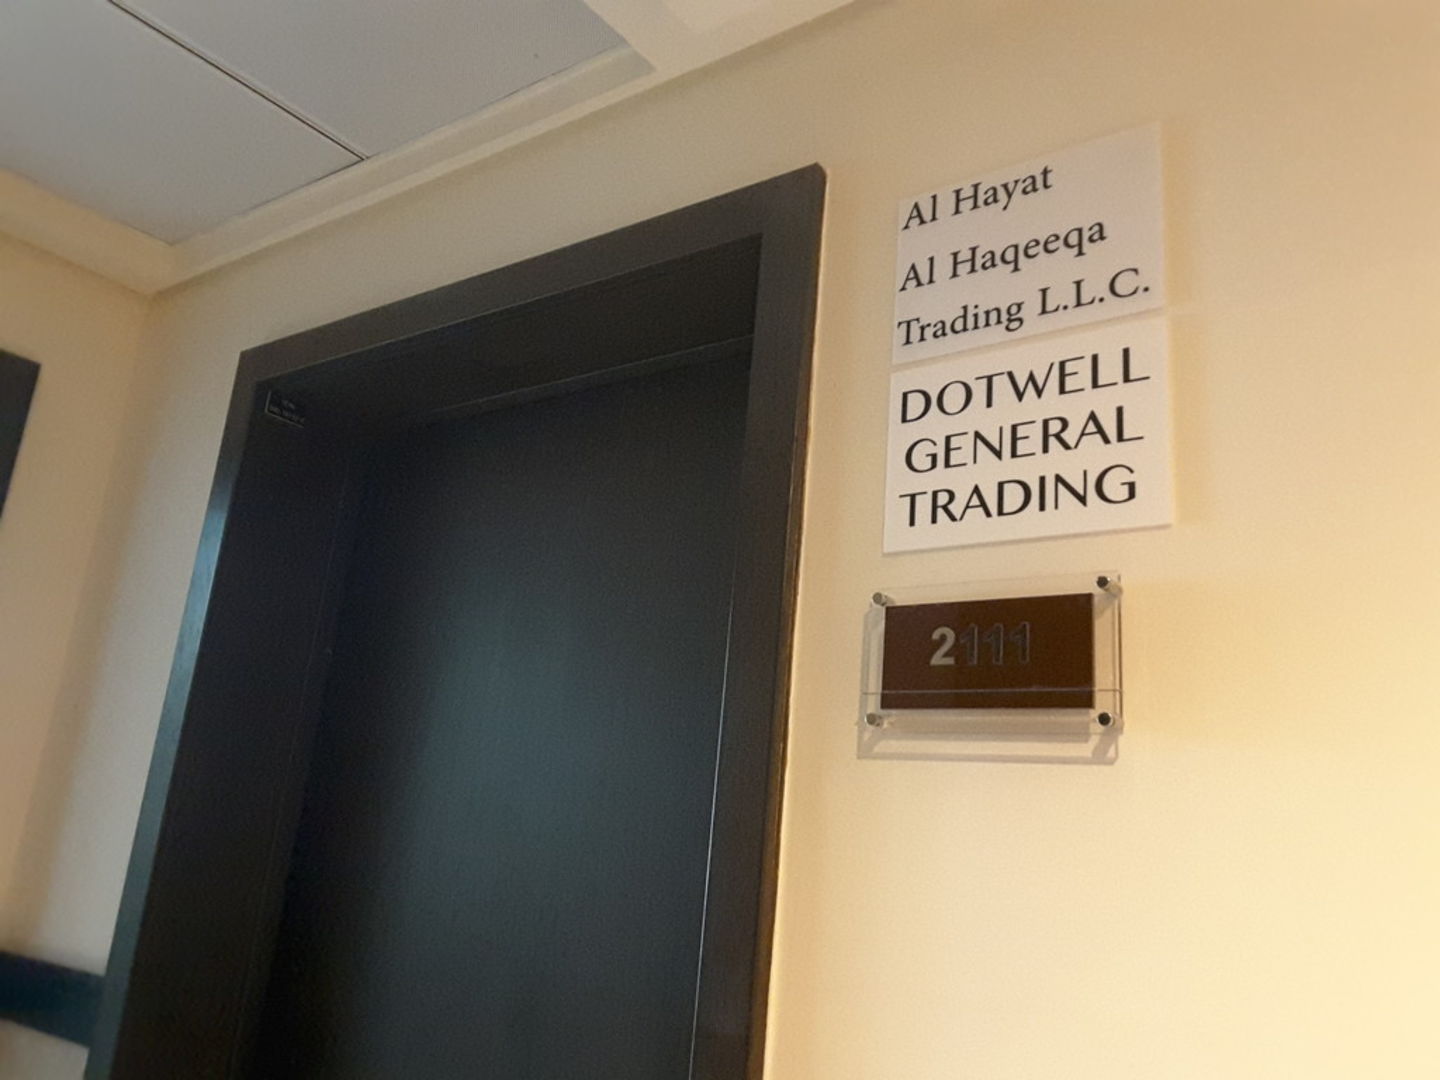 Al Hayat
Al Haqeeqa
Trading L.L.C.
DOTWELL
GENERAL
TRADING
2111